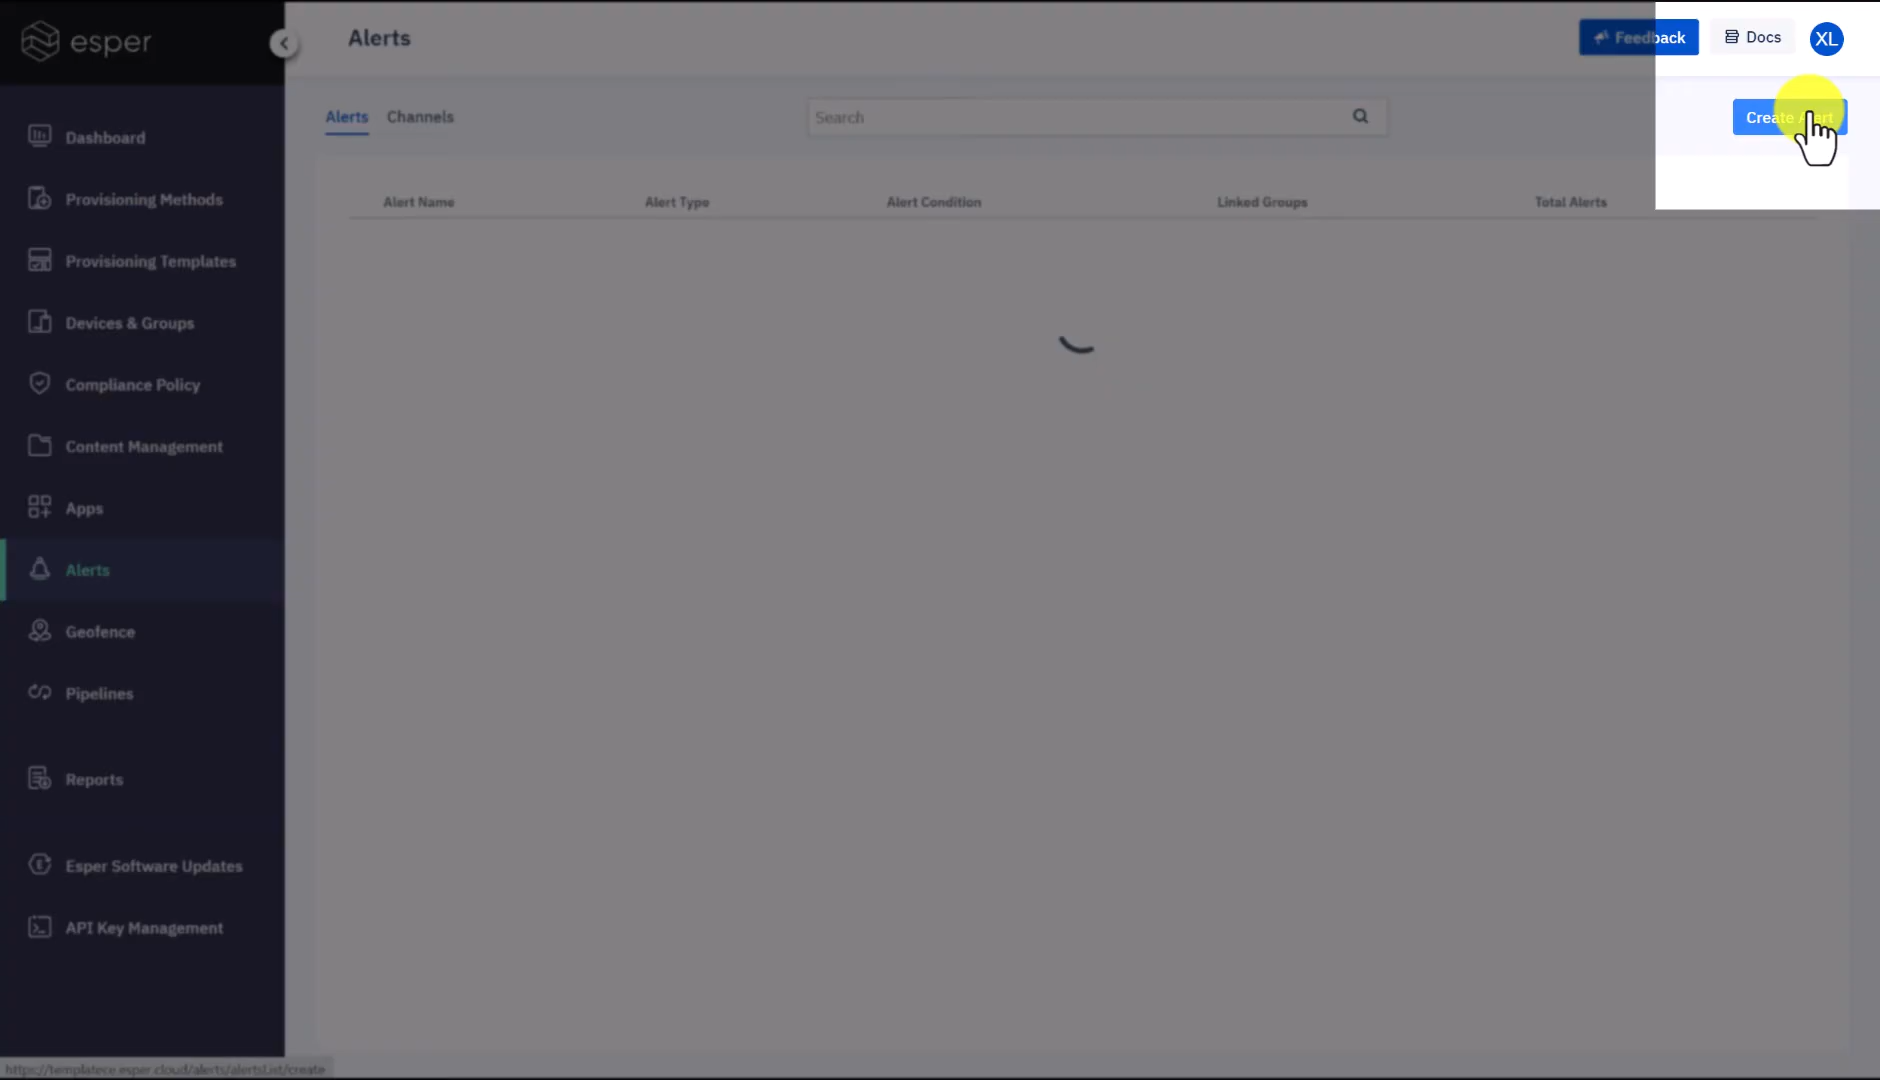 esper
Alerts
Feedback
Docs
XL
Alerts
Channels
Search
Create Alert
Dashboard
Provisioning Methods
Provisioning Templates
Devices & Groups
Compliance Policy
Content Management
Apps
Alerts
Geofence
Pipelines
Reports
Esper Software Updates
API Key Management
Alert Name
Alert Type
Alert Condition
Linked Groups
Total Alerts
https://templatece.esper.cloud/alerts/alertsList/create